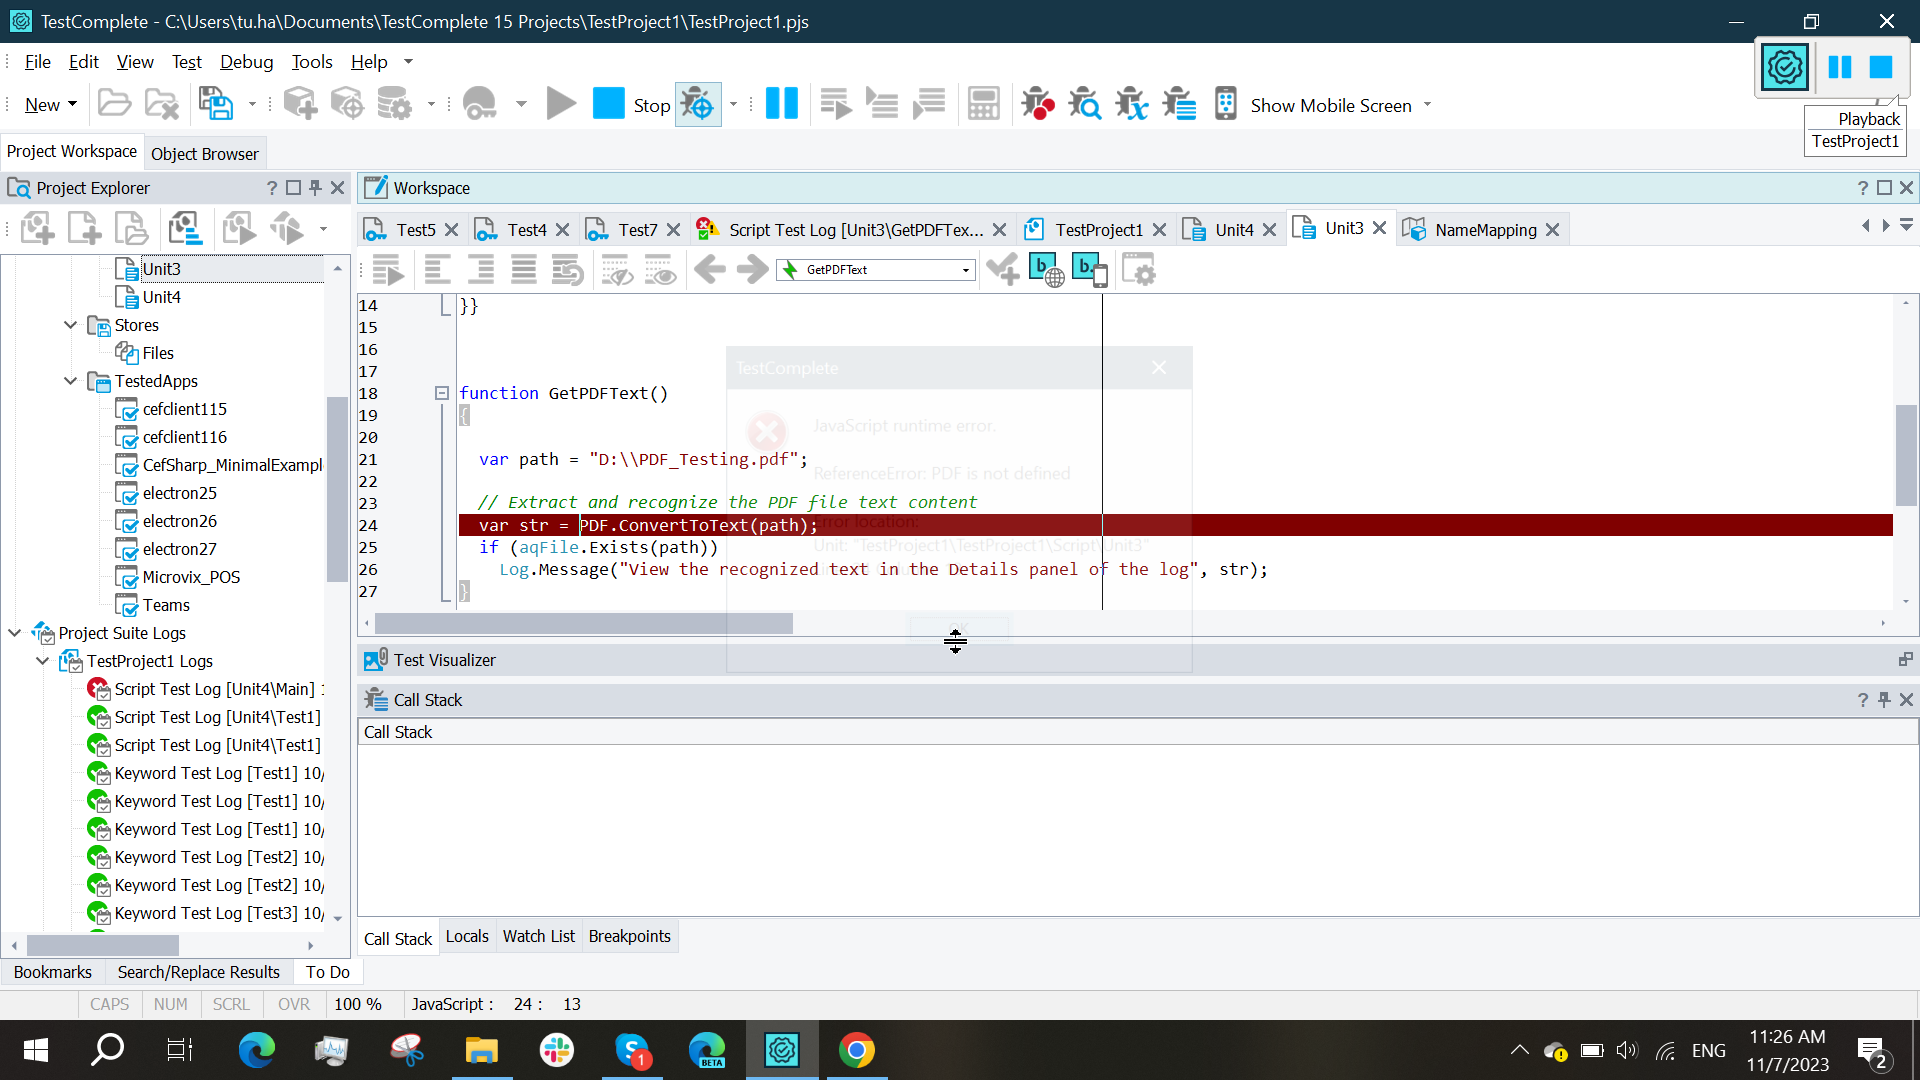 TestComplete - C:\Users\tu.ha\Documents\TestComplete 15 Projects\TestProject1\TestProject1.pjs
File Edit View Test Debug Tools Help
New Stop Show Mobile Screen
Playback
TestProject1
Project Workspace Object Browser
Project Explorer
Workspace
Test5 Test4 Test7 Script Test Log [Unit3\GetPDFTex... TestProject1 Unit4 Unit3 NameMapping
GetPDFText
Unit3
Unit4
Stores
Files
TestedApps
cefclient115
cefclient116
CefSharp_MinimalExampl
electron25
electron26
electron27
Microvix_POS
Teams
Project Suite Logs
TestProject1 Logs
Script Test Log [Unit4\Main] 1
Script Test Log [Unit4\Test1]
Script Test Log [Unit4\Test1]
Keyword Test Log [Test1] 10/
Keyword Test Log [Test1] 10/
Keyword Test Log [Test1] 10/
Keyword Test Log [Test2] 10/
Keyword Test Log [Test2] 10/
Keyword Test Log [Test3] 10/
14 }}
15
16
17
18 function GetPDFText()
19 {
20
21 var path = "D:\\PDF_Testing.pdf";
22
23 // Extract and recognize the PDF file text content
24 var str = PDF.ConvertToText(path);
25 if (aqFile.Exists(path))
26 Log.Message("View the recognized text in the Details panel of the log", str);
27 }
TestComplete
JavaScript runtime error.
ReferenceError: PDF is not defined
Error location:
Unit: "TestProject1\TestProject1\Script\Unit3"
OK
Test Visualizer
Call Stack
Call Stack
Call Stack Locals Watch List Breakpoints
Bookmarks Search/Replace Results To Do
CAPS NUM SCRL OVR 100 % JavaScript : 24 : 13
1
BETA
ENG
11:26 AM
11/7/2023
2